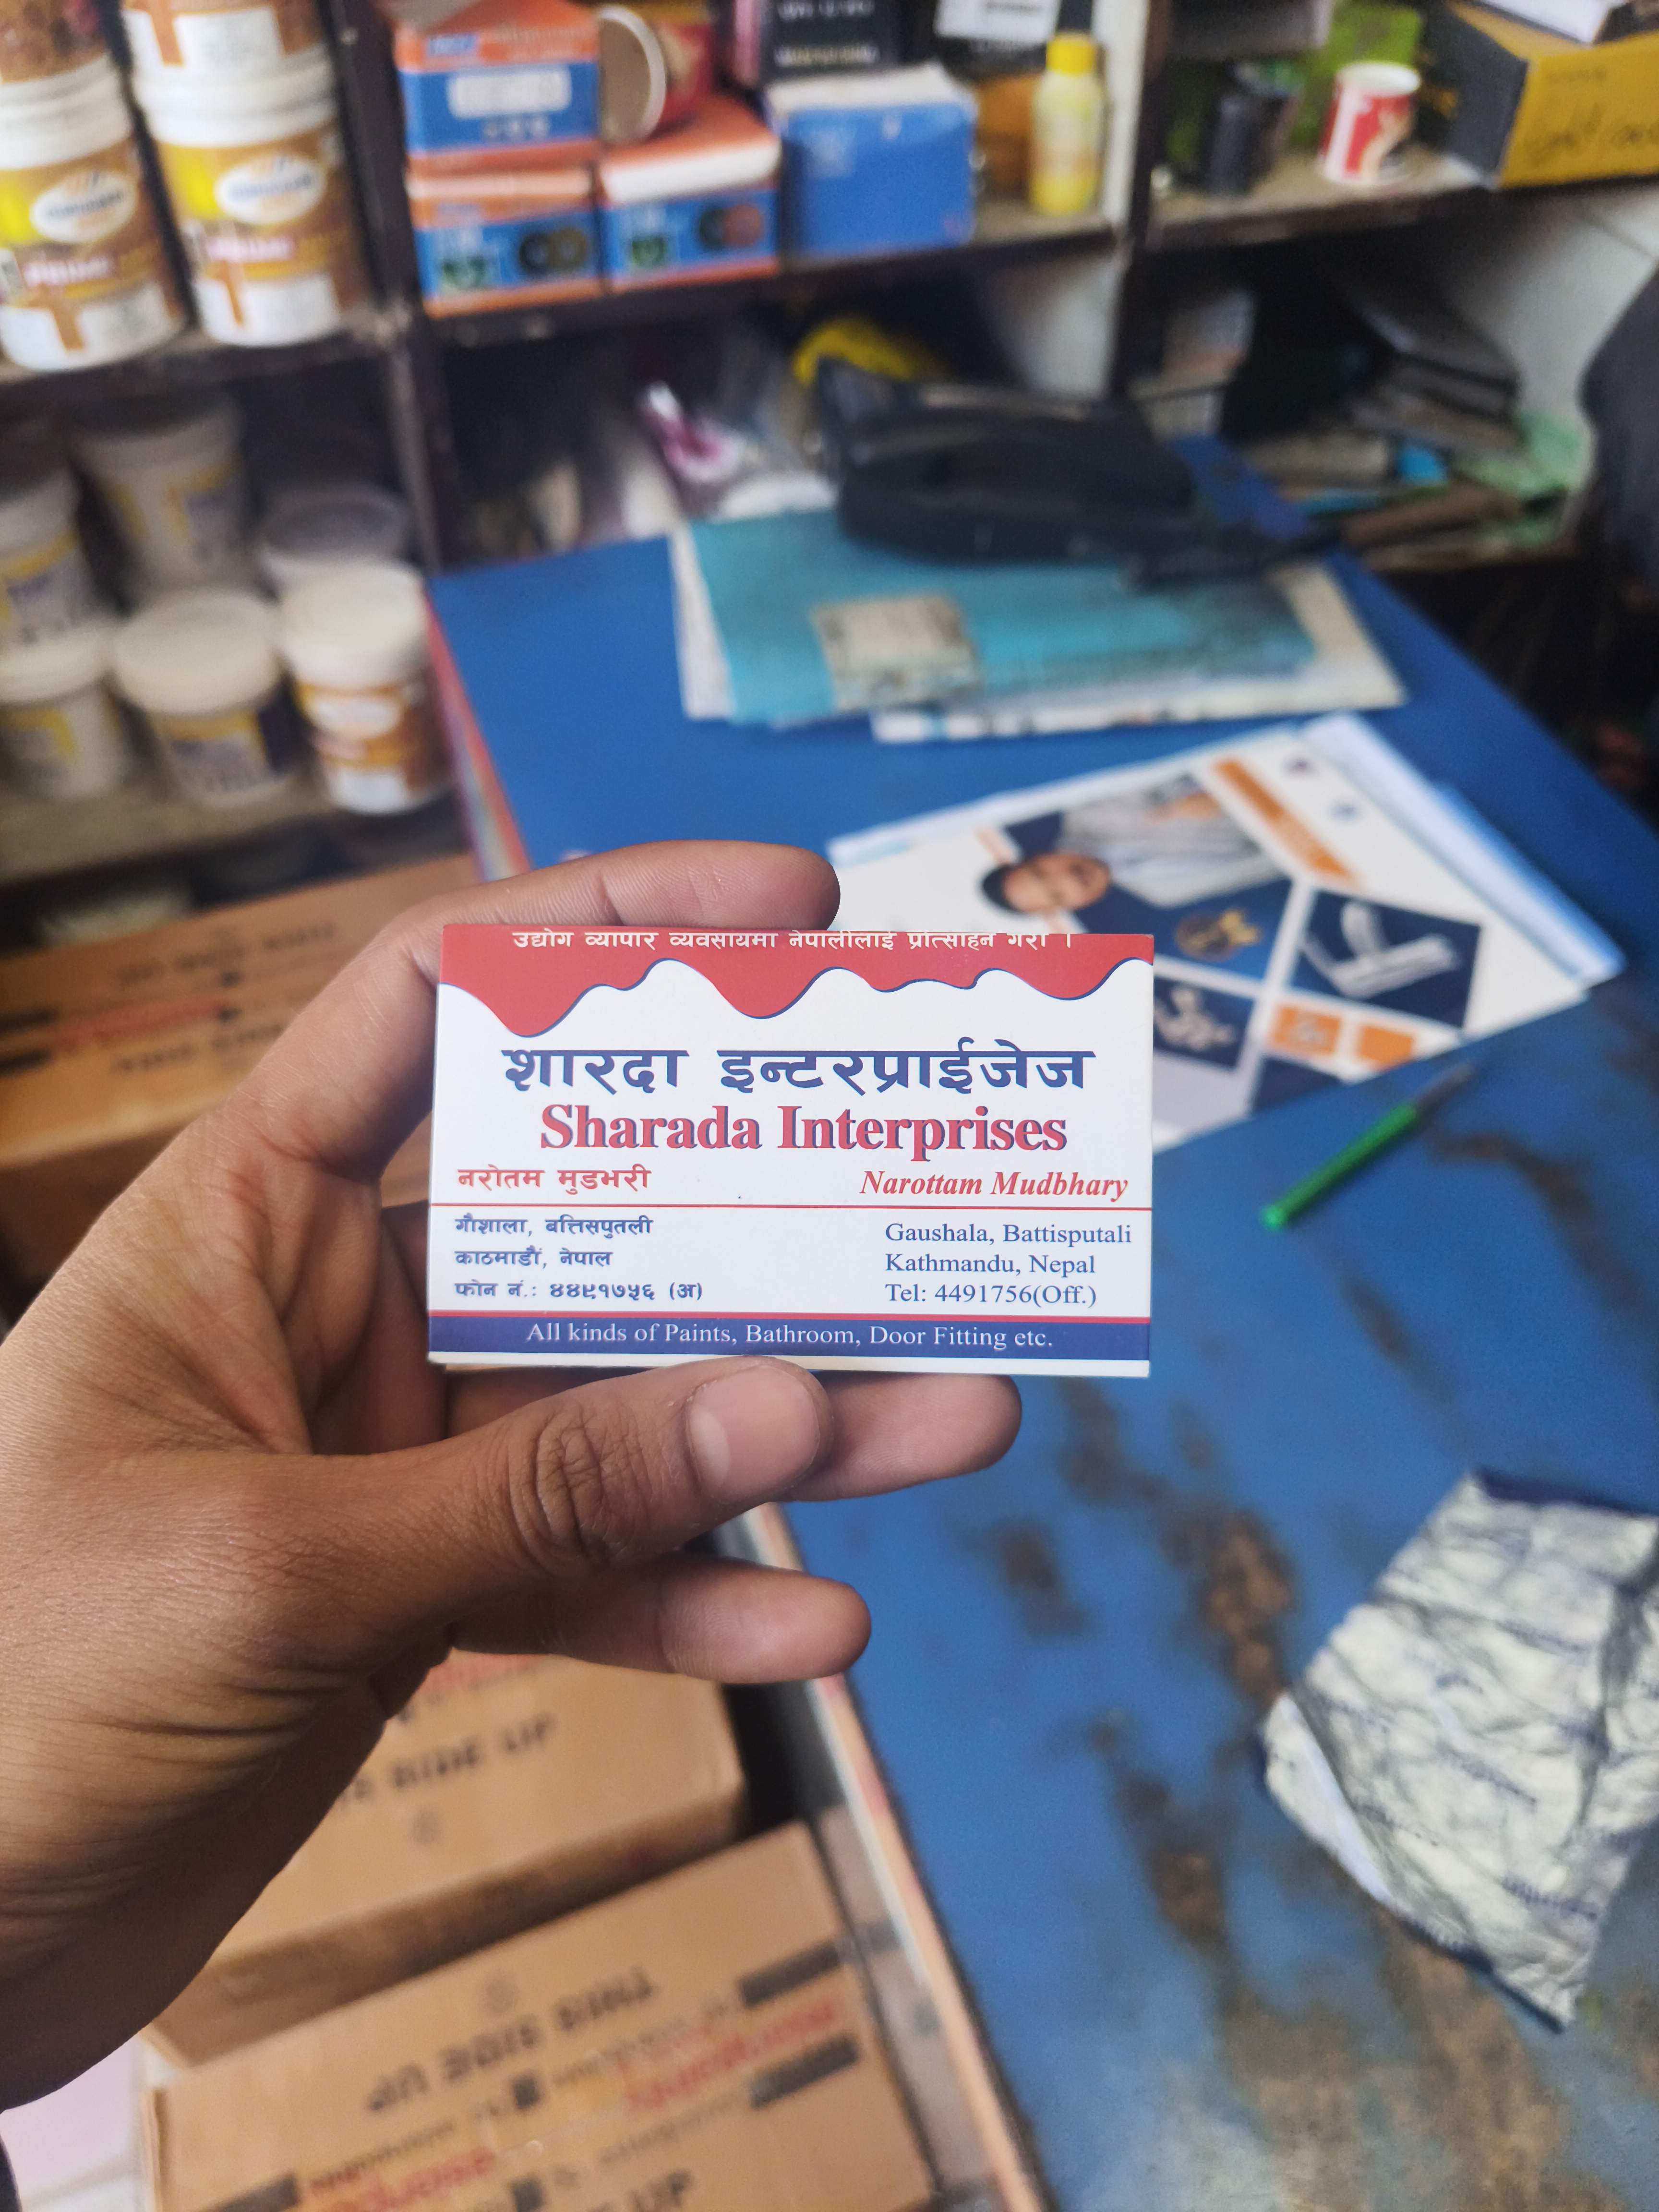 उद्योग व्यापार व्यवसायमा नेपालीलाई प्रोत्साहन गरौं ।
शारदा इन्टरप्राईजेज
Sharada Interprises
नरोतम मुडभरी
Narottam Mudbhary
गौशाला, बत्तिसपुतली
काठमाडौं, नेपाल
फोन नं.: ४४९१७५६ (अ)
Gaushala, Battisputali
Kathmandu, Nepal
Tel: 4491756(Off.)
All kinds of Paints, Bathroom, Door Fitting etc.